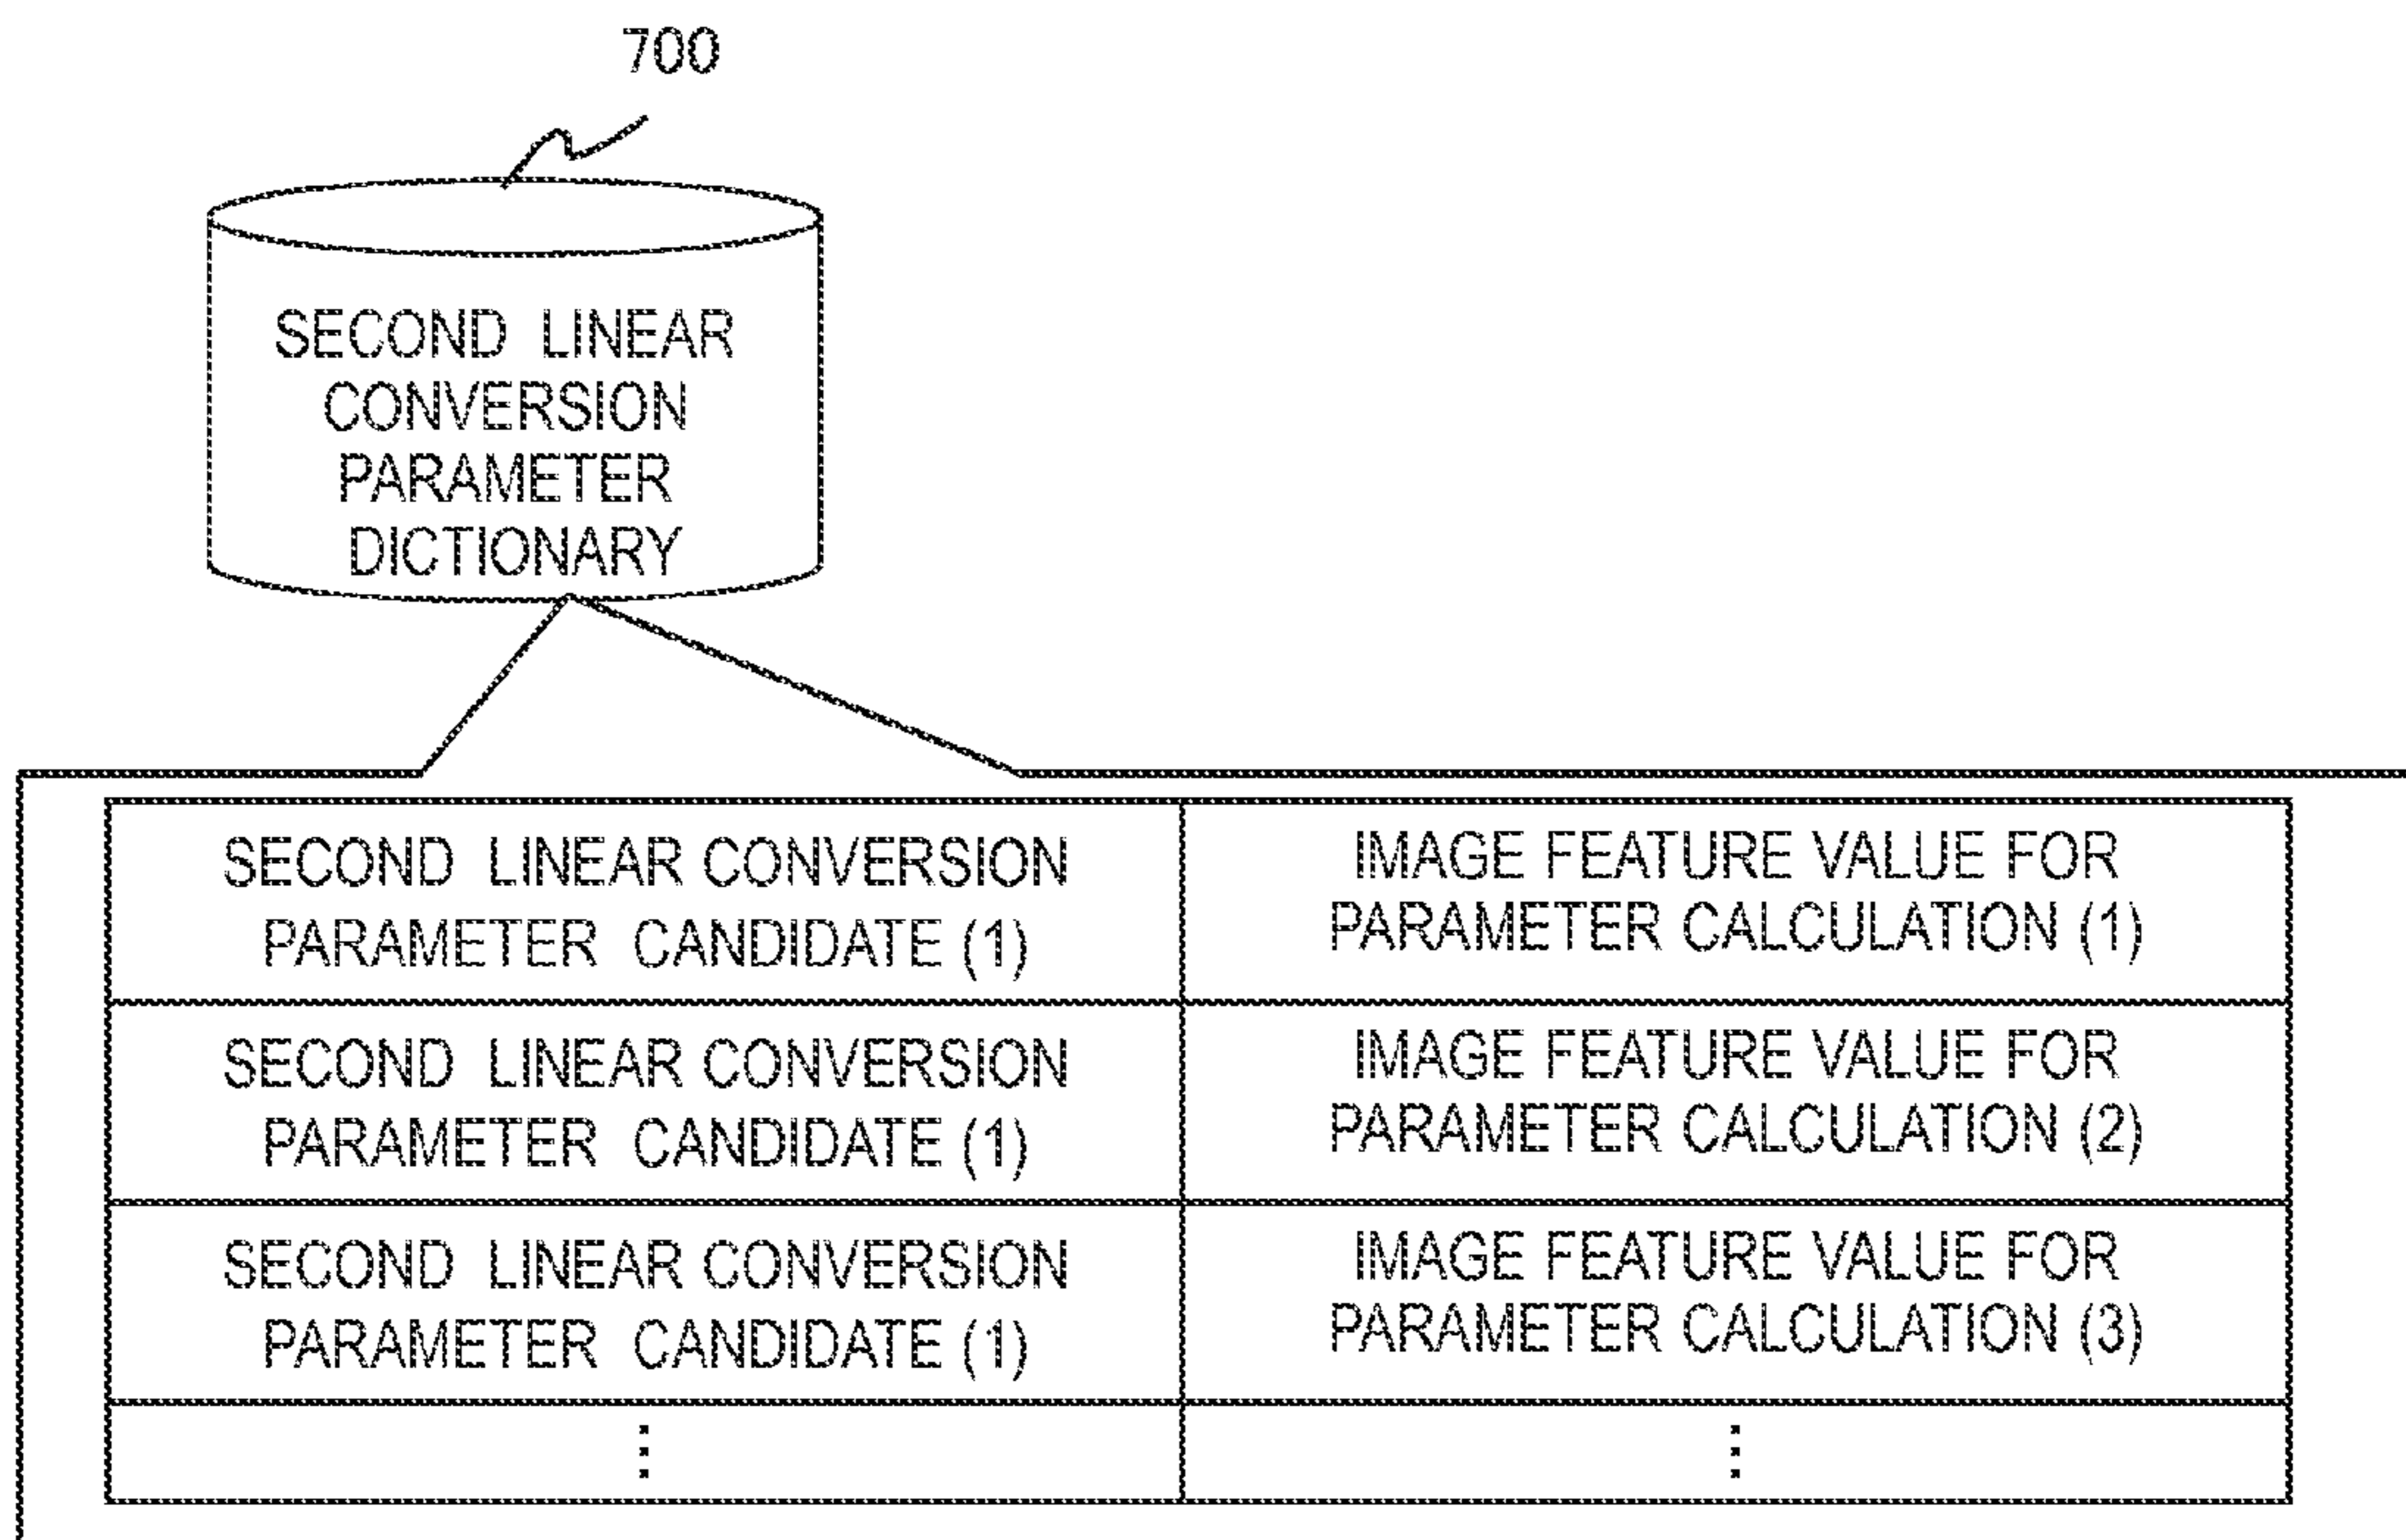 700
SECOND LINEAR
CONVERSION
PARAMETER
DICTIONARY
SECOND LINEAR CONVERSION
PARAMETER CANDIDATE (1)
IMAGE FEATURE VALUE FOR
PARAMETER CALCULATION (1)
SECOND LINEAR CONVERSION
PARAMETER CANDIDATE (1)
IMAGE FEATURE VALUE FOR
PARAMETER CALCULATION (2)
SECOND LINEAR CONVERSION
PARAMETER CANDIDATE (1)
IMAGE FEATURE VALUE FOR
PARAMETER CALCULATION (3)
⋮
⋮